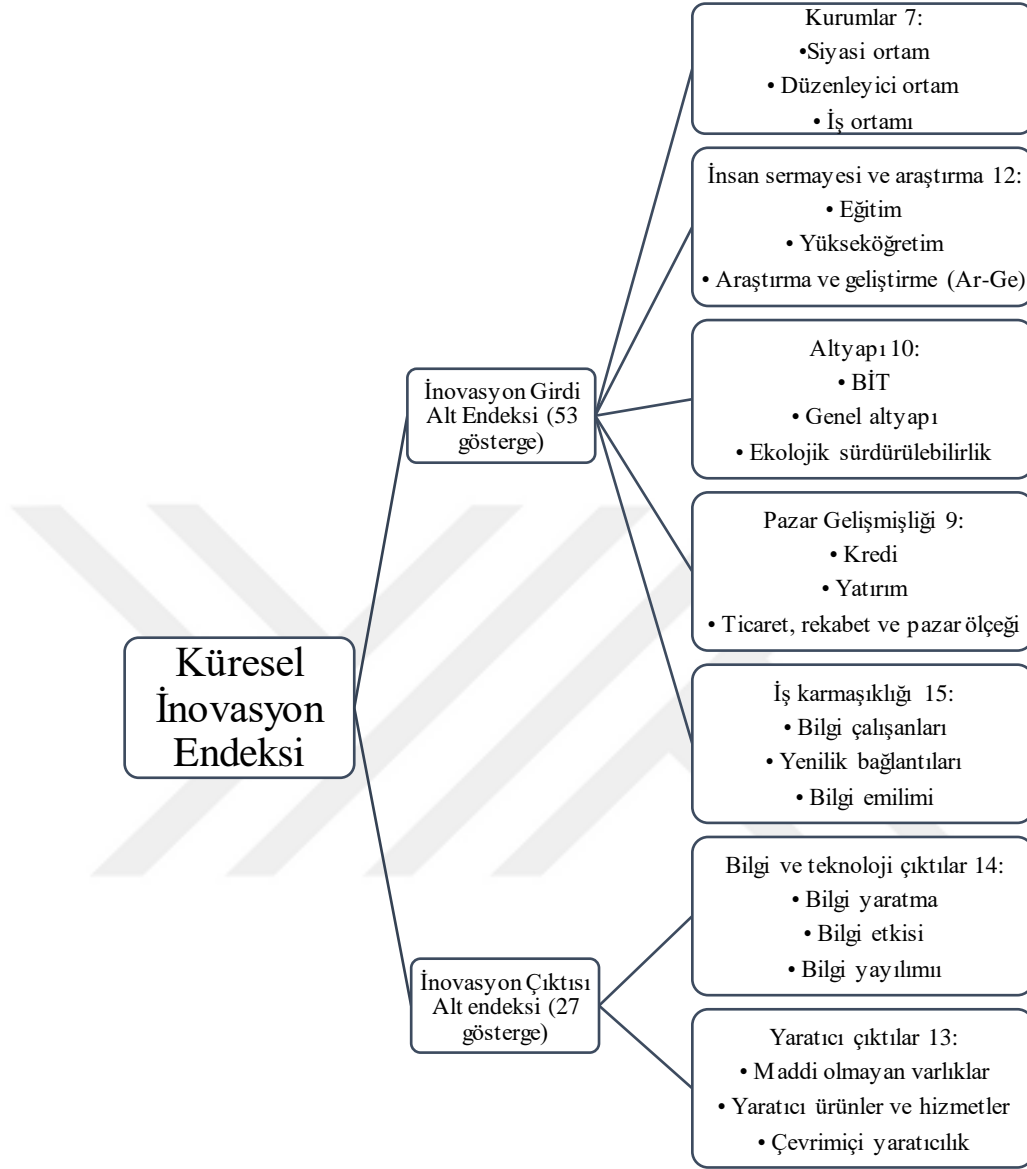 Küresel
İnovasyon
Endeksi
İnovasyon Girdi
Alt Endeksi (53
gösterge)
Kurumlar 7:
•Siyasi ortam
• Düzenleyici ortam
• İş ortamı
İnsan sermayesi ve araştırma 12:
• Eğitim
• Yükseköğretim
• Araştırma ve geliştirme (Ar-Ge)
Altyapı 10:
• BİT
• Genel altyapı
• Ekolojik sürdürülebilirlik
Pazar Gelişmişliği 9:
• Kredi
• Yatırım
• Ticaret, rekabet ve pazar ölçeği
İş karmaşıklığı 15:
• Bilgi çalışanları
• Yenilik bağlantıları
• Bilgi emilimi
İnovasyon Çıktısı
Alt endeksi (27
gösterge)
Bilgi ve teknoloji çıktılar 14:
• Bilgi yaratma
• Bilgi etkisi
• Bilgi yayılımıı
Yaratıcı çıktılar 13:
• Maddi olmayan varlıklar
• Yaratıcı ürünler ve hizmetler
• Çevrimiçi yaratıcılık